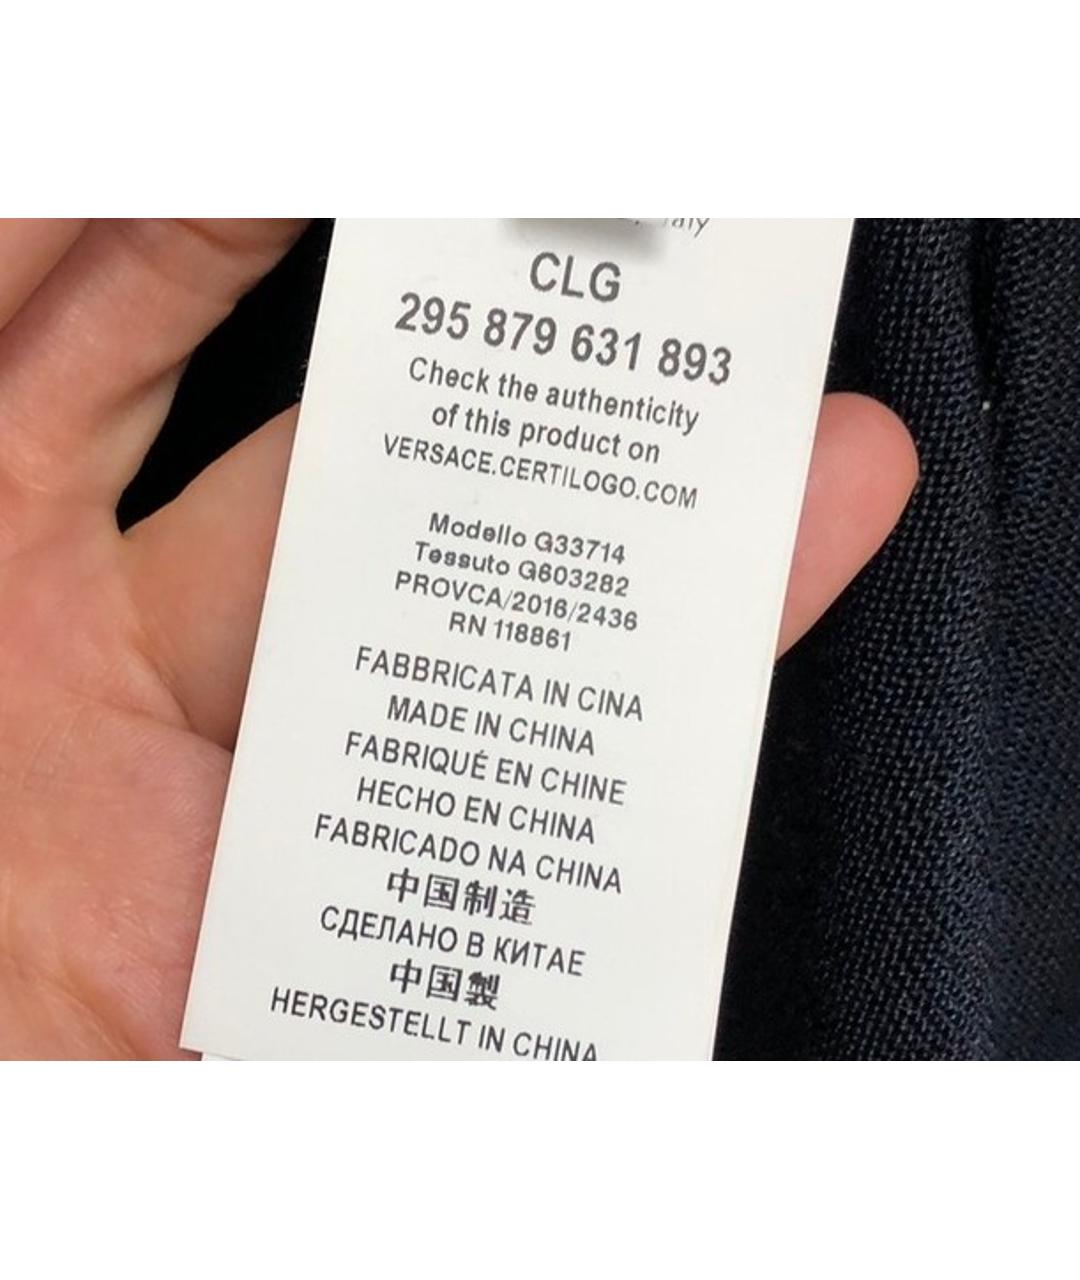 CLG
295 879 631 893
Check the authenticity
of this product on
VERSACE.CERTILOGO.COM
Modello G33714
Tessuto G603282
PROVCA/2016/2436
RN 118861
FABBRICATA IN CINA
MADE IN CHINA
FABRIQUÉ EN CHINE
HECHO EN CHINA
FABRICADO NA CHINA
中国制造
СДЕЛАНО В КИТАЕ
中国製
HERGESTELLT IN CHINA